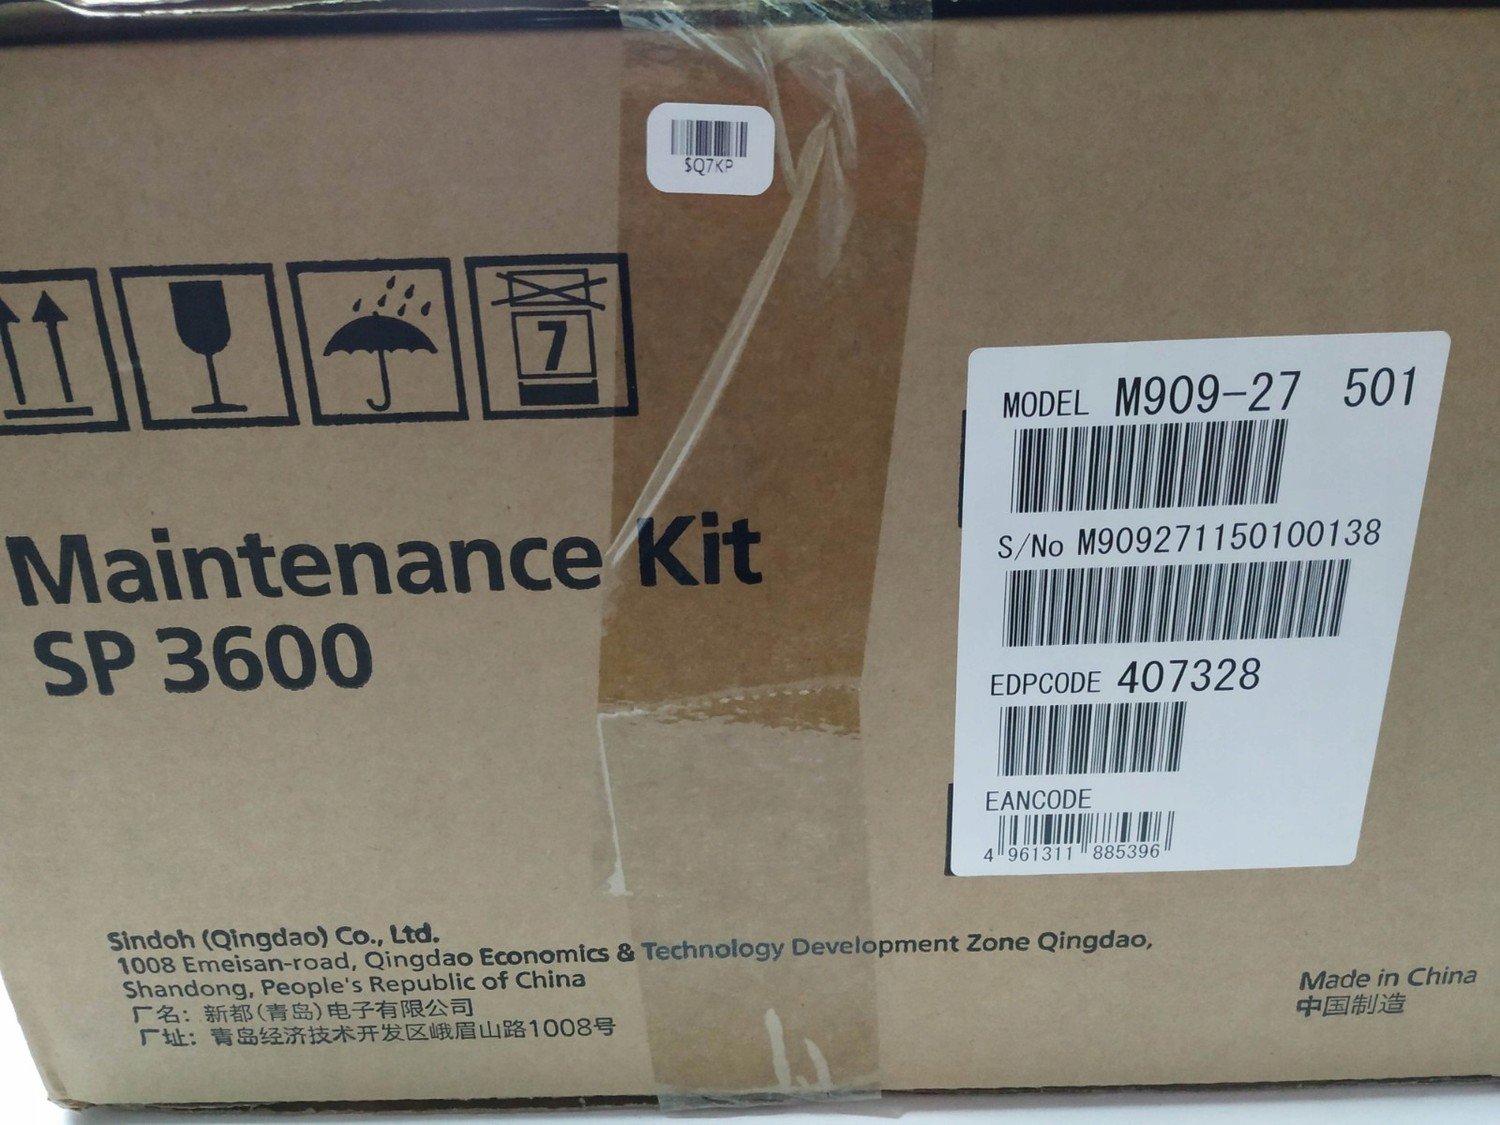 $Q7KP
7
Maintenance Kit
SP 3600
MODEL M909-27 501
S/No M909271150100138
EDPCODE 407328
EANCODE
4 961311 885396
Sindoh (Qingdao) Co., Ltd.
1008 Emeisan-road, Qingdao Economics & Technology Development Zone Qingdao,
Shandong, People's Republic of China
厂名：新都(青岛)电子有限公司
厂址：青岛经济技术开发区峨眉山路1008号
Made in China
中国制造